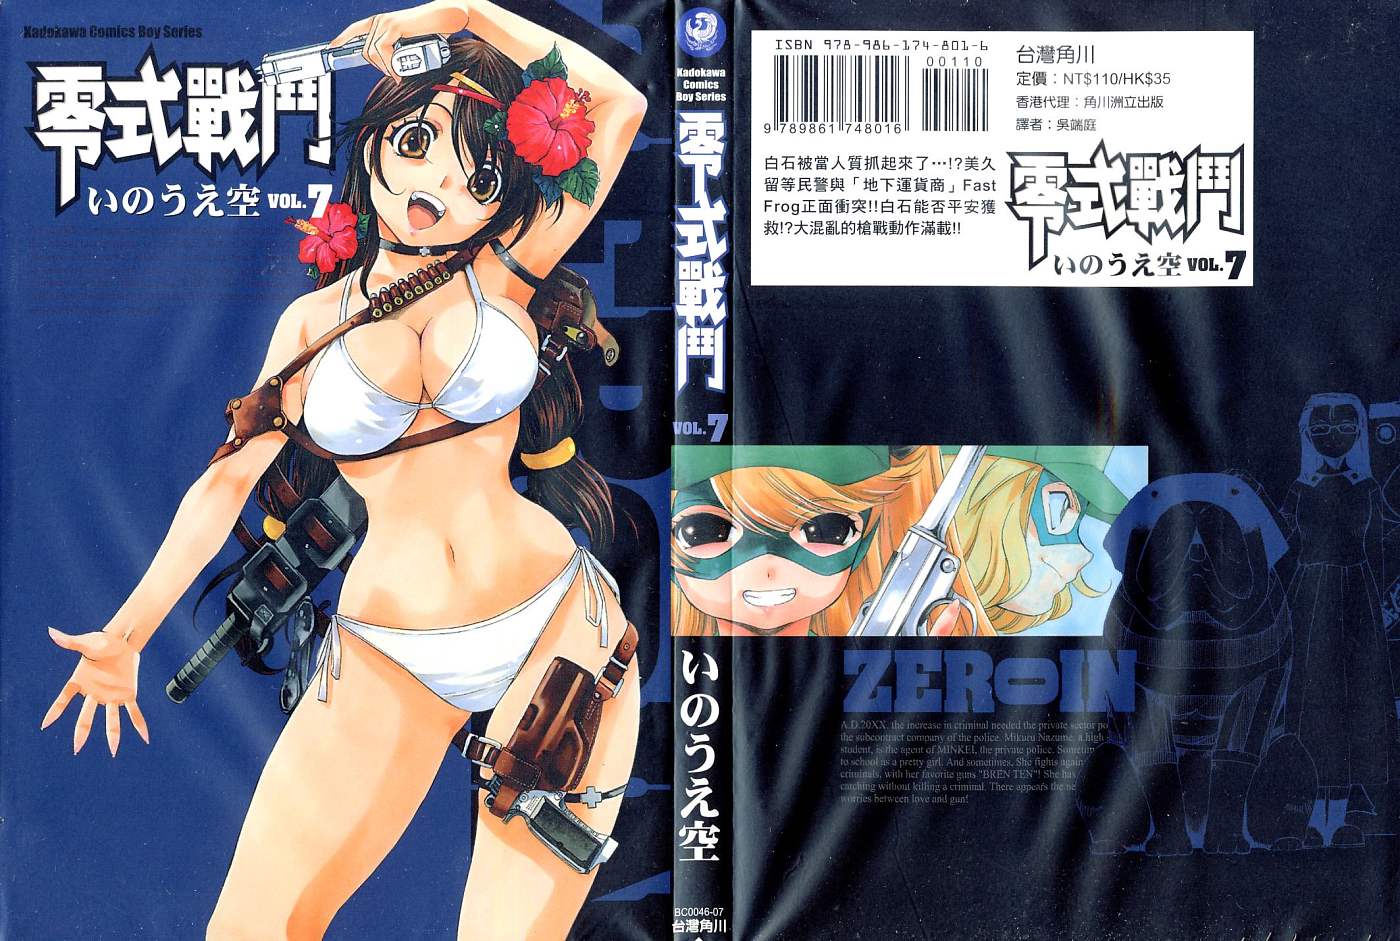 Kadokawa Comics Boy Series
零式戰鬥
いのうえ空 VOL.7
Kadokawa
Comics
Boy Series
零式戰鬥
VOL.7
いのうえ空
BC0046-07
台灣角川
ISBN 978-986-174-801-6
00110
9 789861 748016
台灣角川
定價：NT$110/HK$35
香港代理：角川洲立出版
譯者：吳端庭
白石被當人質抓起來了…!?美久
留等民警與「地下運貨商」Fast
Frog正面衝突!!白石能否平安獲
救!?大混亂的槍戰動作滿載!!
零式戰鬥
いのうえ空 VOL.7
ZERO-IN
A.D.20XX. the increase in criminal needed the private sector po
the subcontract company of the police. Mikuru Nazume, a high
student, is the agent of MINKEI, the private police. Sometim
to school as a pretty girl. And sometimes, She fights again
criminals, with her favorite guns "BREN TEN"! She has
catching without killing a criminal. There appears the ne
worries between love and gun!